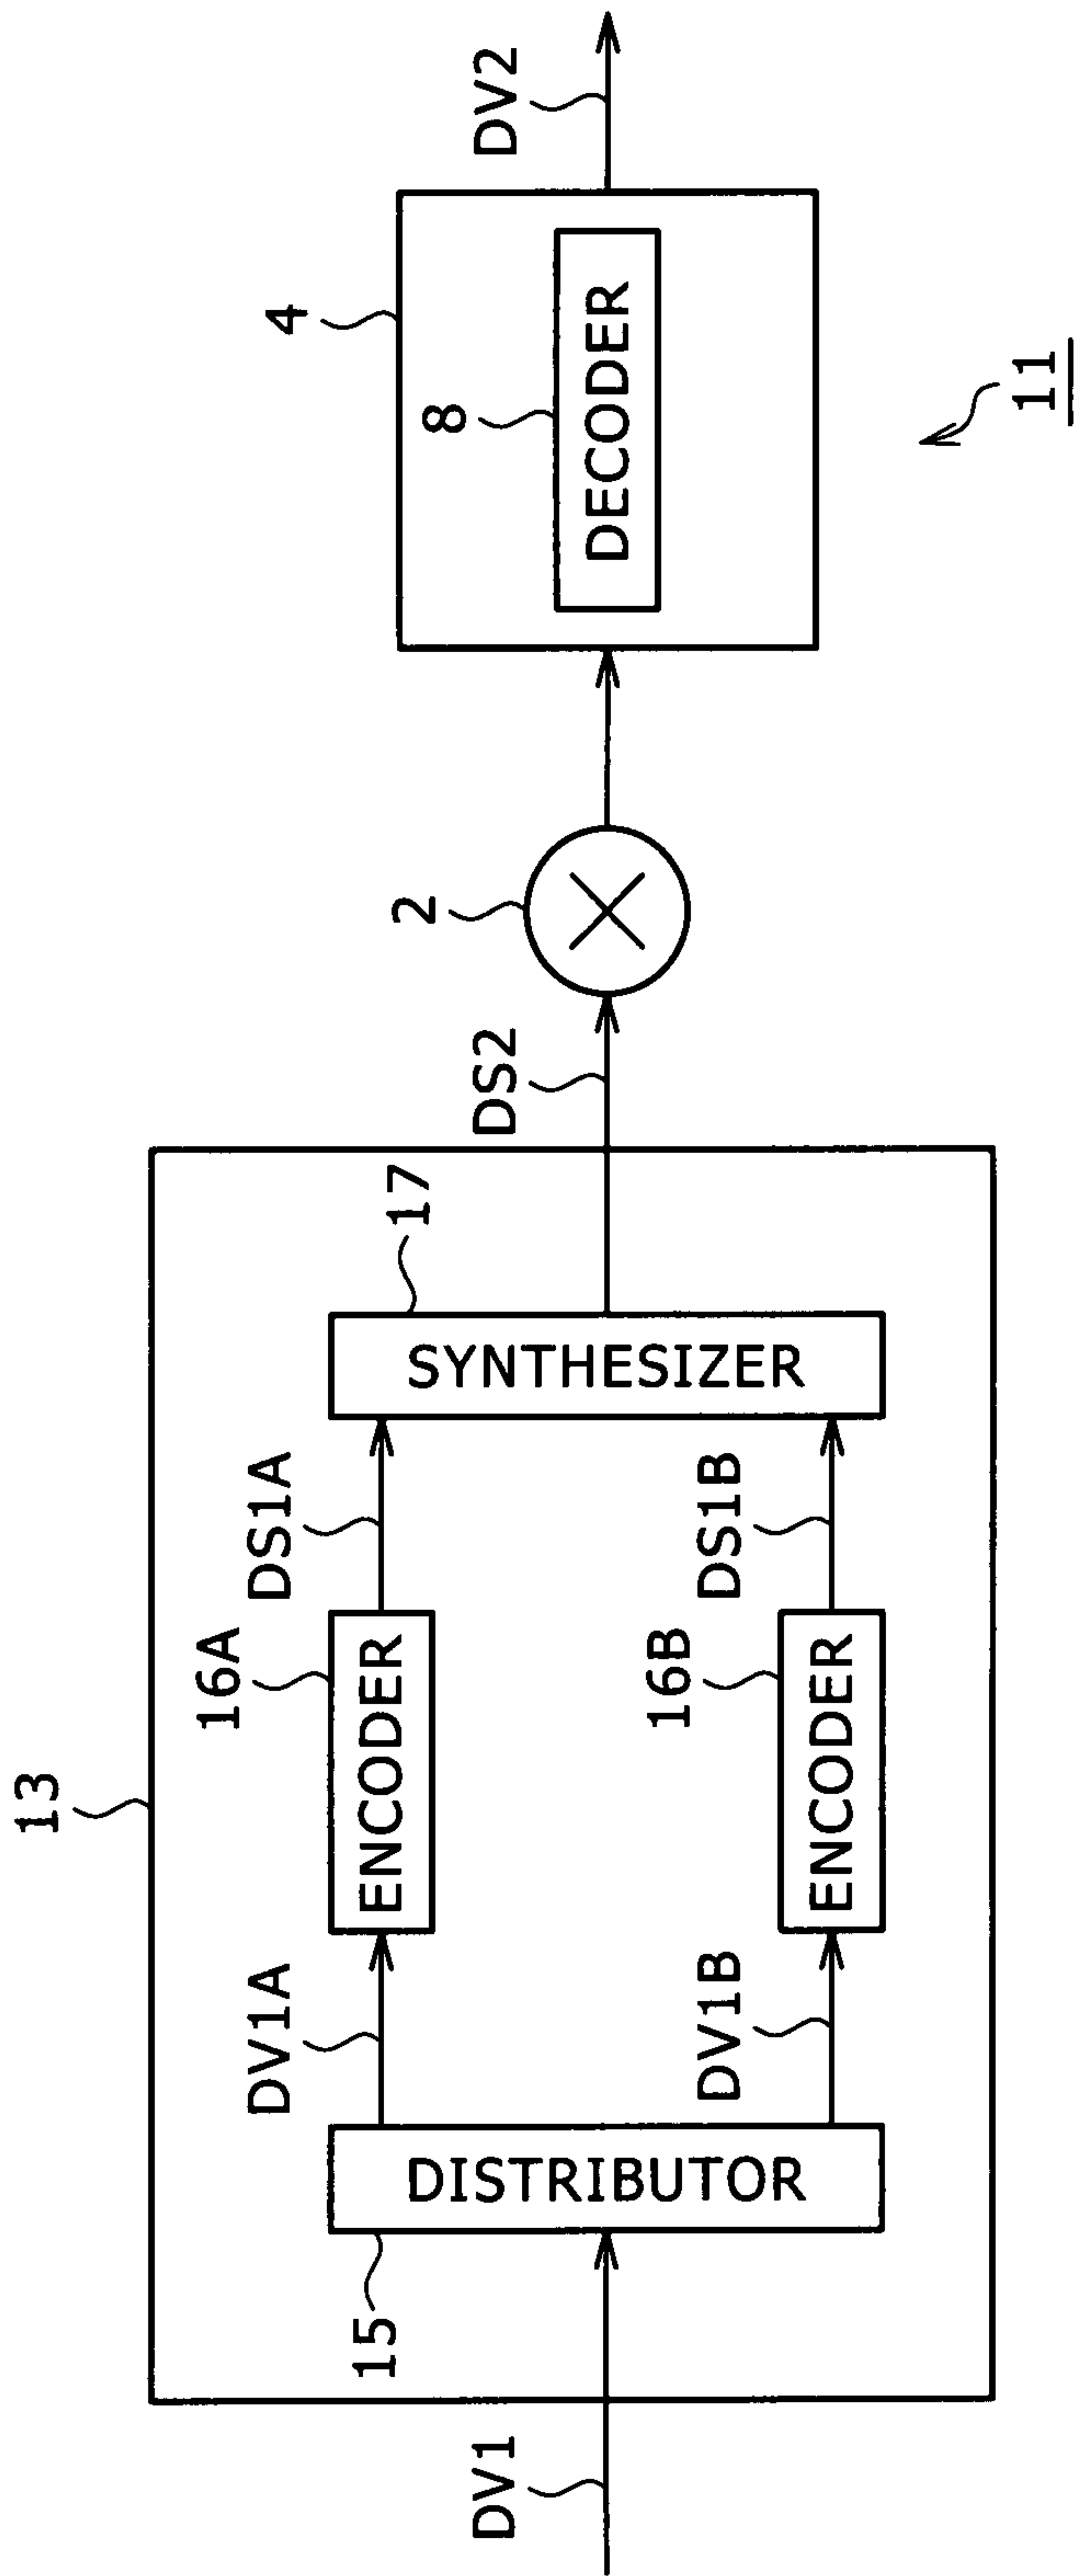 13
16A
DV1A
DS1A
17
4
8
2
DV1
15
DISTRIBUTOR
ENCODER
SYNTHESIZER
DS2
DECODER
DV2
16B
DV1B
DS1B
ENCODER
11